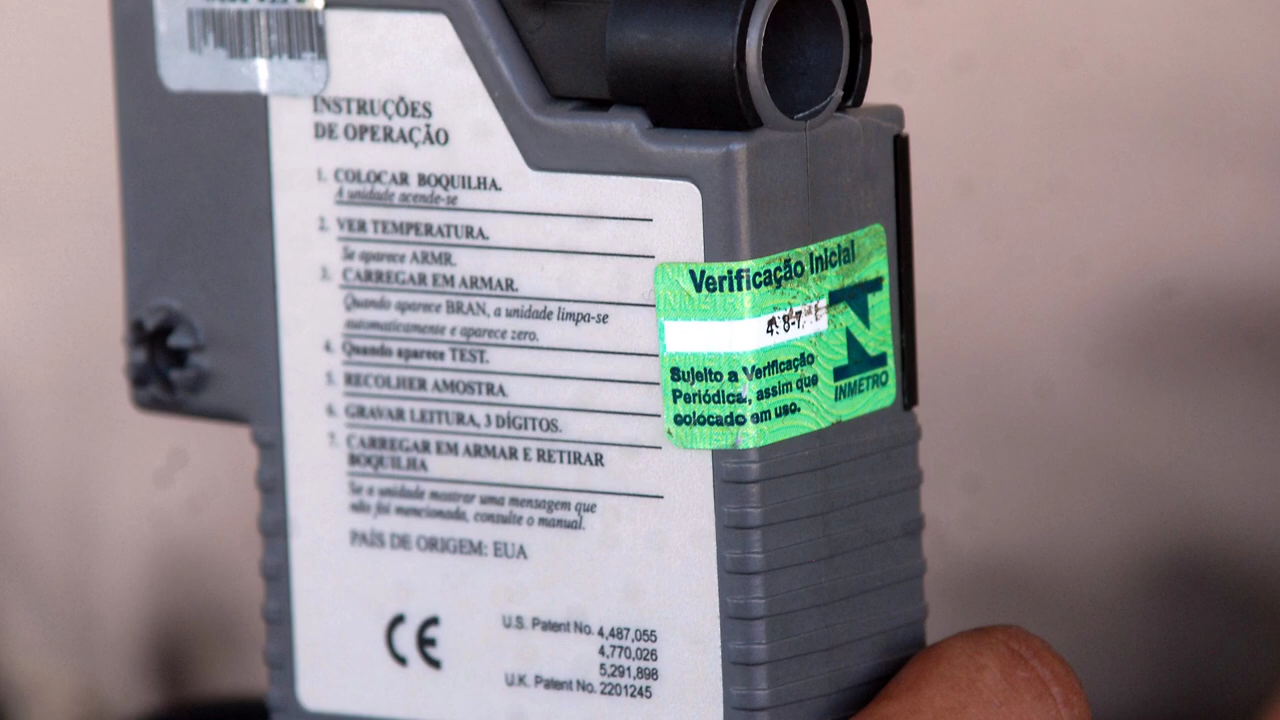 INSTRUÇÕES
DE OPERAÇÃO
1. COLOCAR BOQUILHA.
A unidade acende-se
2. VER TEMPERATURA.
Se aparece ARMR.
3. CARREGAR EM ARMAR.
Quando aparece BRAN, a unidade limpa-se
automaticamente e aparece zero.
4. Quando aparece TEST.
5. RECOLHER AMOSTRA.
6. GRAVAR LEITURA, 3 DÍGITOS.
7. CARREGAR EM ARMAR E RETIRAR
BOQUILHA
Se a unidade mostrar uma mensagem que
não foi mencionada, consulte o manual.
PAÍS DE ORIGEM: EUA
CE
U.S. Patent No. 4,487,055
4,770,026
5,291,898
U.K. Patent No. 2201245
Verificação Inicial
Sujeito a Verificação
Periódica, assim que
colocado em uso.
INMETRO